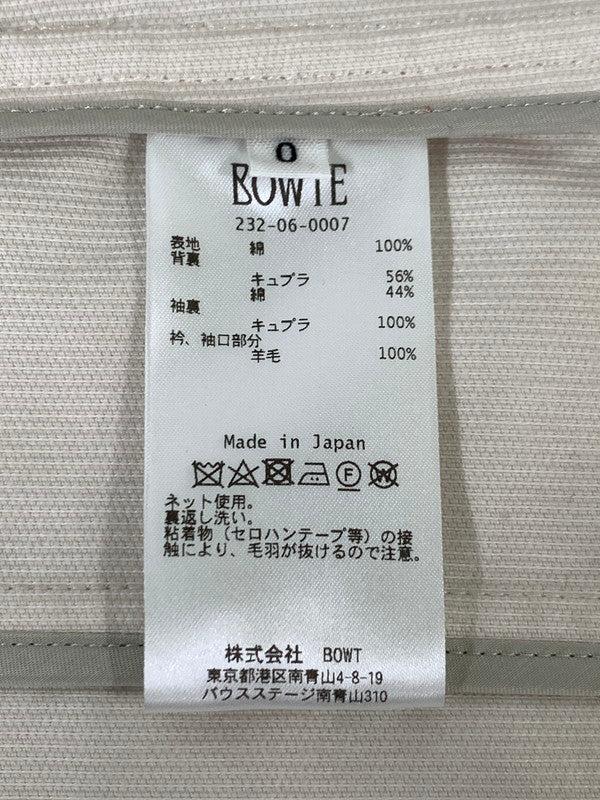 0
BOWTE
232-06-0007
表地 綿 100%
背裏
キュプラ 56%
綿 44%
袖裏
キュプラ 100%
衿、袖口部分
羊毛 100%
Made in Japan
F W
ネット使用。
裏返し洗い。
粘着物（セロハンテープ等）の接
触により、毛羽が抜けるので注意。
株式会社 BOWT
東京都港区南青山4-8-19
バウスステージ南青山310